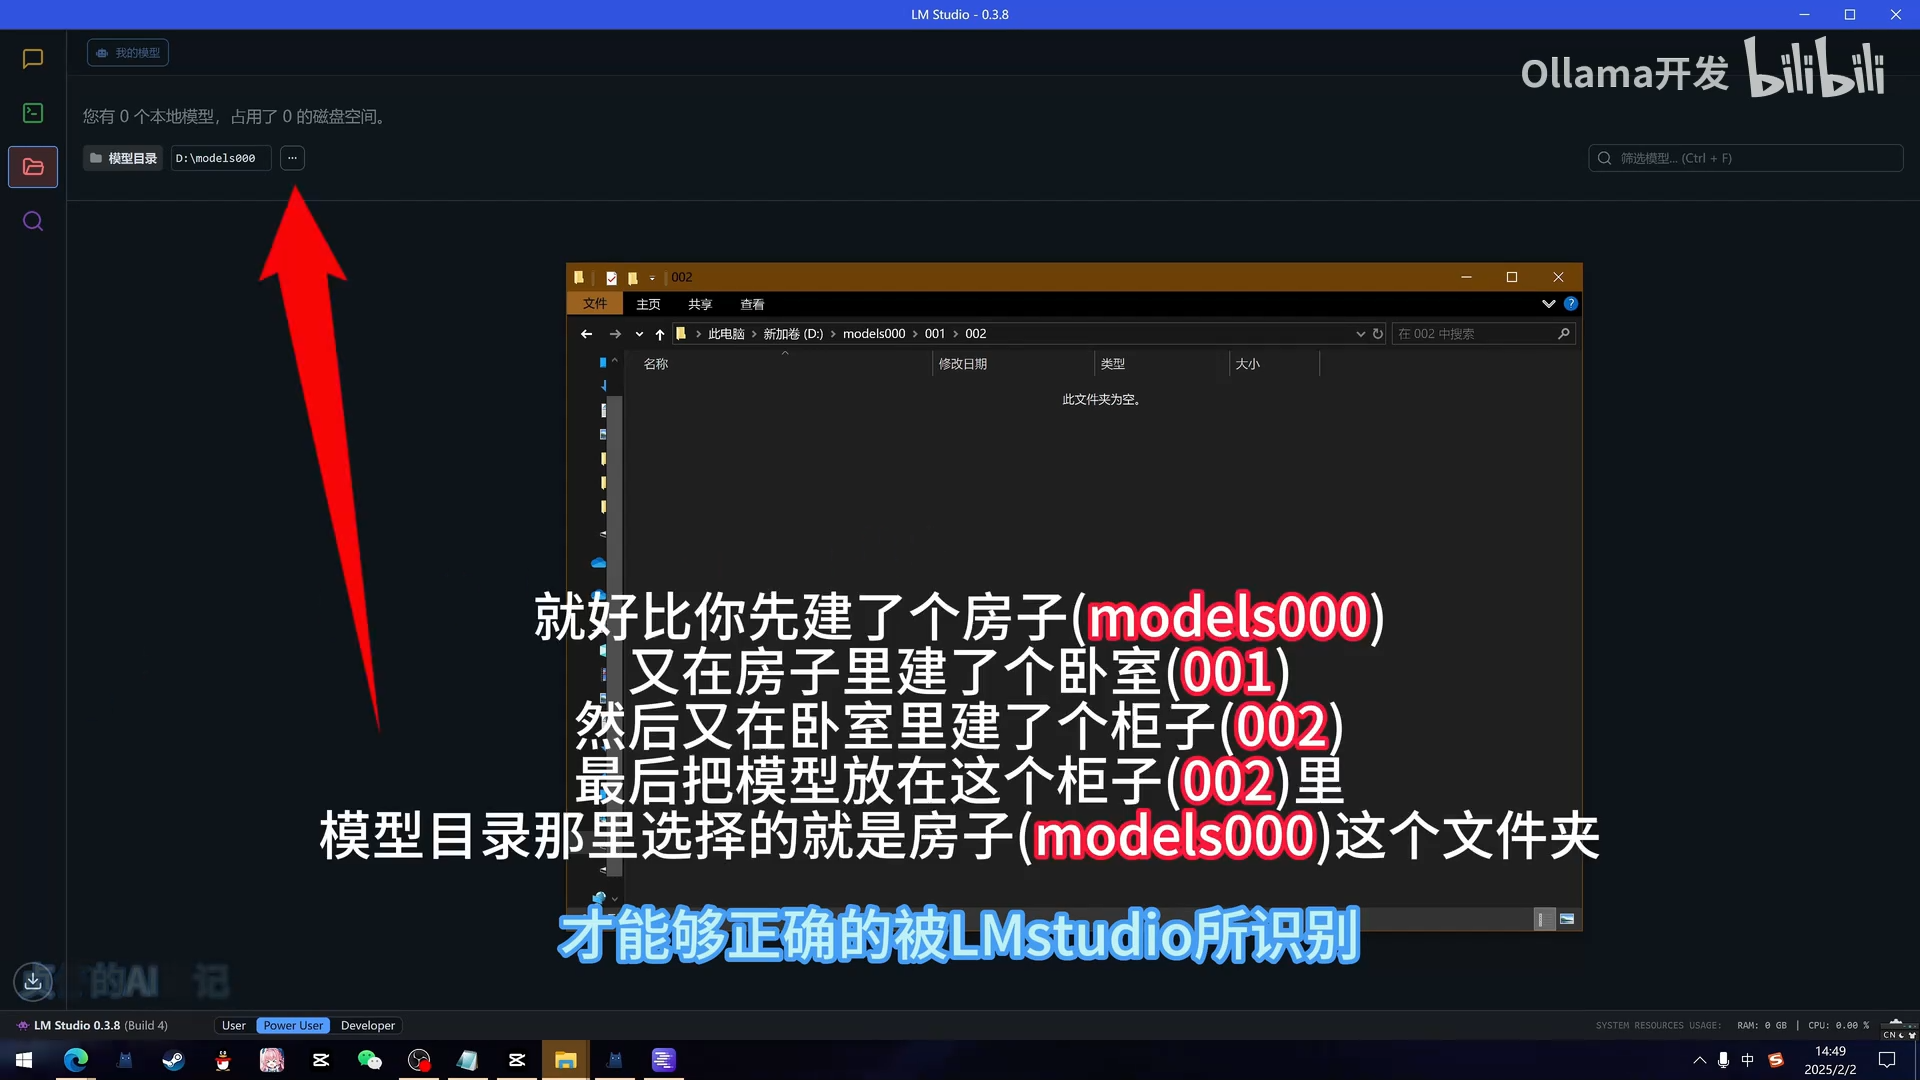 LM Studio - 0.3.8
我的模型
Ollama开发 bilibili
您有 0 个本地模型，占用了 0 的磁盘空间。
模型目录 D:\models000 ...
筛选模型... (Ctrl + F)
002
文件 主页 共享 查看
此电脑 › 新加卷 (D:) › models000 › 001 › 002
在 002 中搜索
名称 修改日期 类型 大小
此文件夹为空。
就好比你先建了个房子(models000)
又在房子里建了个卧室(001)
然后又在卧室里建了个柜子(002)
最后把模型放在这个柜子(002)里
模型目录那里选择的就是房子(models000)这个文件夹
才能够正确的被LMstudio所识别
的AI 记
LM Studio 0.3.8 (Build 4)
User Power User Developer
SYSTEM RESOURCES USAGE: RAM: 0 GB | CPU: 0.00 %
CN
中
14:49
2025/2/2